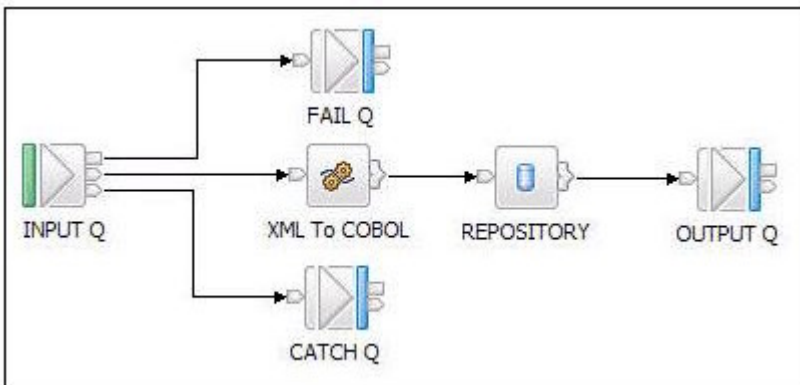 FAIL Q
INPUT Q
XML To COBOL
REPOSITORY
OUTPUT Q
CATCH Q